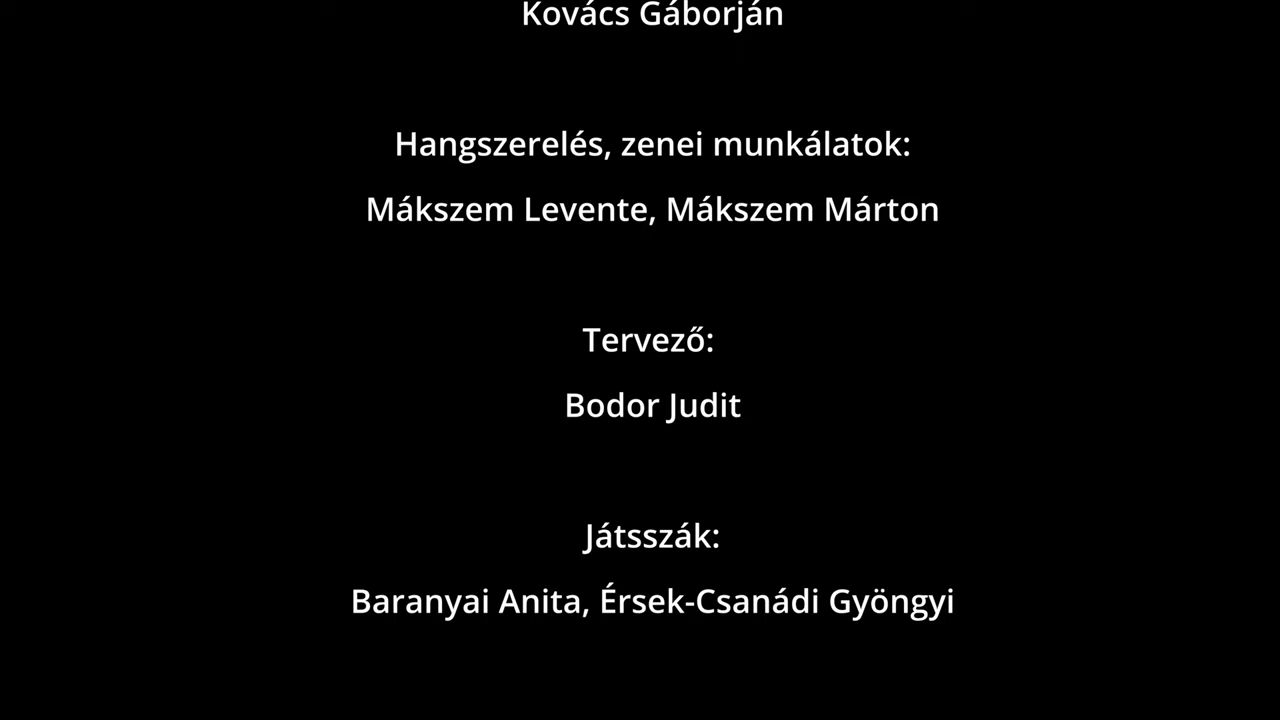 Kovács Gáborján
Hangszerelés, zenei munkálatok:
Mákszem Levente, Mákszem Márton
Tervező:
Bodor Judit
Játsszák:
Baranyai Anita, Érsek-Csanádi Gyöngyi